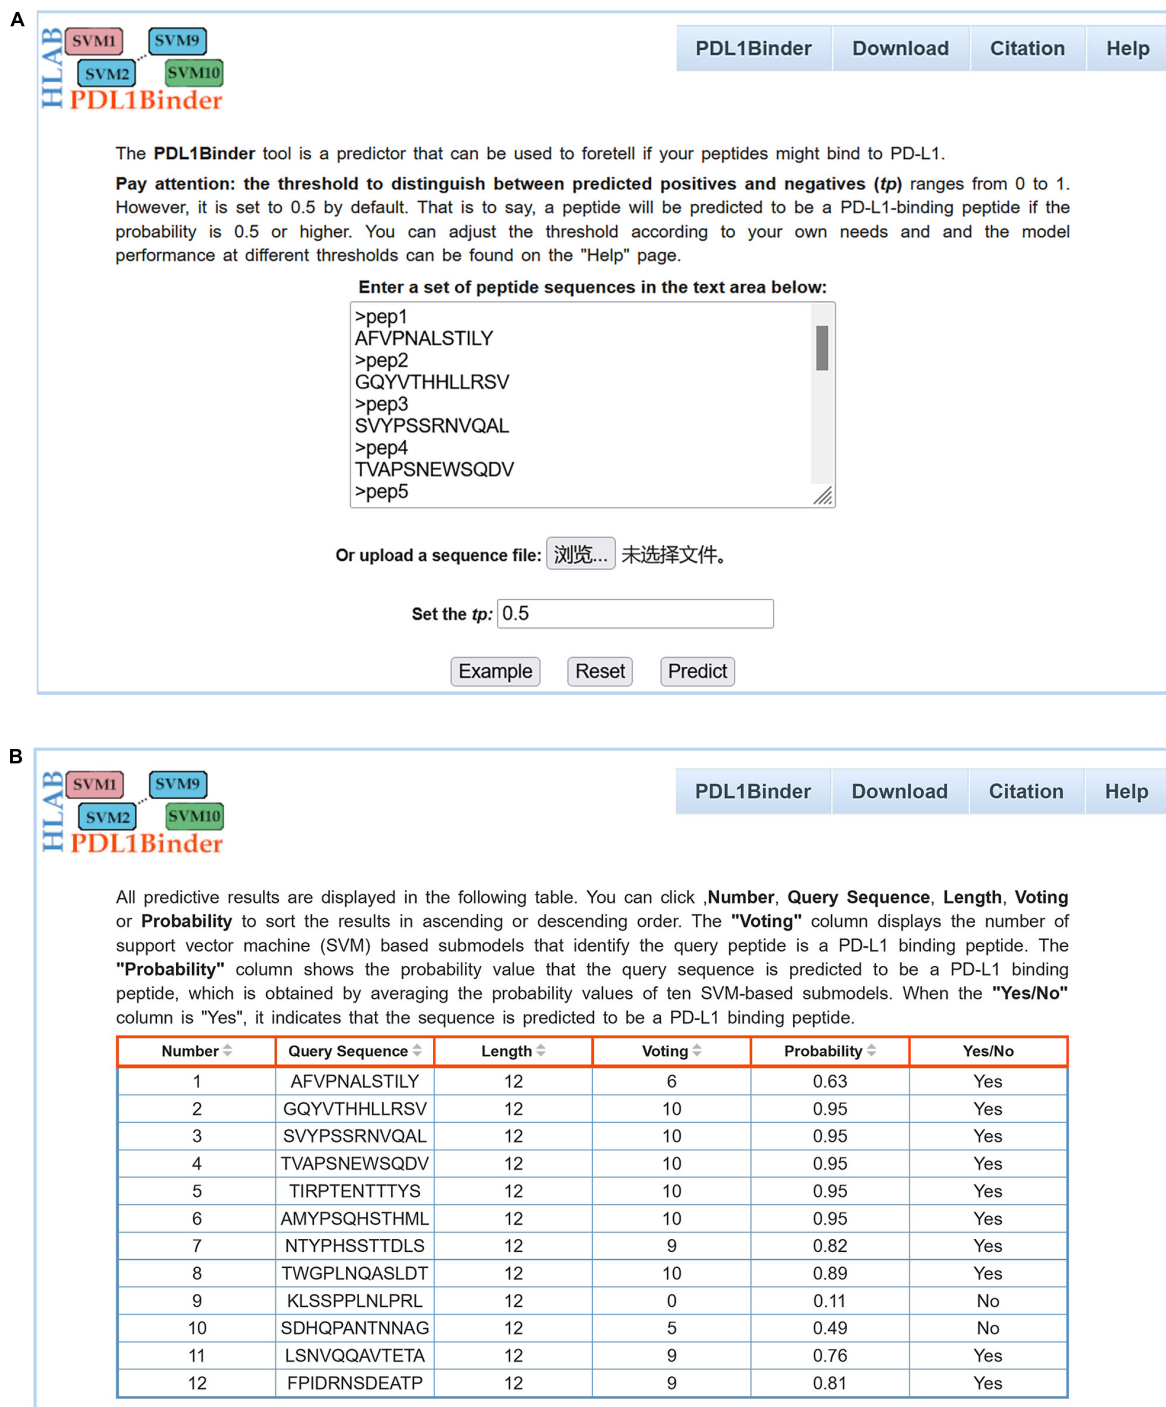 A
HLAB
SVM1 SVM9
SVM2 SVM10
PDL1Binder
PDL1Binder Download Citation Help
The PDL1Binder tool is a predictor that can be used to foretell if your peptides might bind to PD-L1.
Pay attention: the threshold to distinguish between predicted positives and negatives (tp) ranges from 0 to 1.
However, it is set to 0.5 by default. That is to say, a peptide will be predicted to be a PD-L1-binding peptide if the
probability is 0.5 or higher. You can adjust the threshold according to your own needs and and the model
performance at different thresholds can be found on the "Help" page.
Enter a set of peptide sequences in the text area below:
>pep1
AFVPNALSTILY
>pep2
GQYVTHHLLRSV
>pep3
SVYPSSRNVQAL
>pep4
TVAPSNEWSQDV
>pep5
Or upload a sequence file: 浏览... 未选择文件。
Set the tp: 0.5
Example Reset Predict
B
HLAB
SVM1 SVM9
SVM2 SVM10
PDL1Binder
PDL1Binder Download Citation Help
All predictive results are displayed in the following table. You can click ,Number, Query Sequence, Length, Voting
or Probability to sort the results in ascending or descending order. The "Voting" column displays the number of
support vector machine (SVM) based submodels that identify the query peptide is a PD-L1 binding peptide. The
"Probability" column shows the probability value that the query sequence is predicted to be a PD-L1 binding
peptide, which is obtained by averaging the probability values of ten SVM-based submodels. When the "Yes/No"
column is "Yes", it indicates that the sequence is predicted to be a PD-L1 binding peptide.
Number Query Sequence Length Voting Probability Yes/No
1 AFVPNALSTILY 12 6 0.63 Yes
2 GQYVTHHLLRSV 12 10 0.95 Yes
3 SVYPSSRNVQAL 12 10 0.95 Yes
4 TVAPSNEWSQDV 12 10 0.95 Yes
5 TIRPTENTTTYS 12 10 0.95 Yes
6 AMYPSQHSTHML 12 10 0.95 Yes
7 NTYPHSSTTDLS 12 9 0.82 Yes
8 TWGPLNQASLDT 12 10 0.89 Yes
9 KLSSPPLNLPRL 12 0 0.11 No
10 SDHQPANTNNAG 12 5 0.49 No
11 LSNVQQAVTETA 12 9 0.76 Yes
12 FPIDRNSDEATP 12 9 0.81 Yes